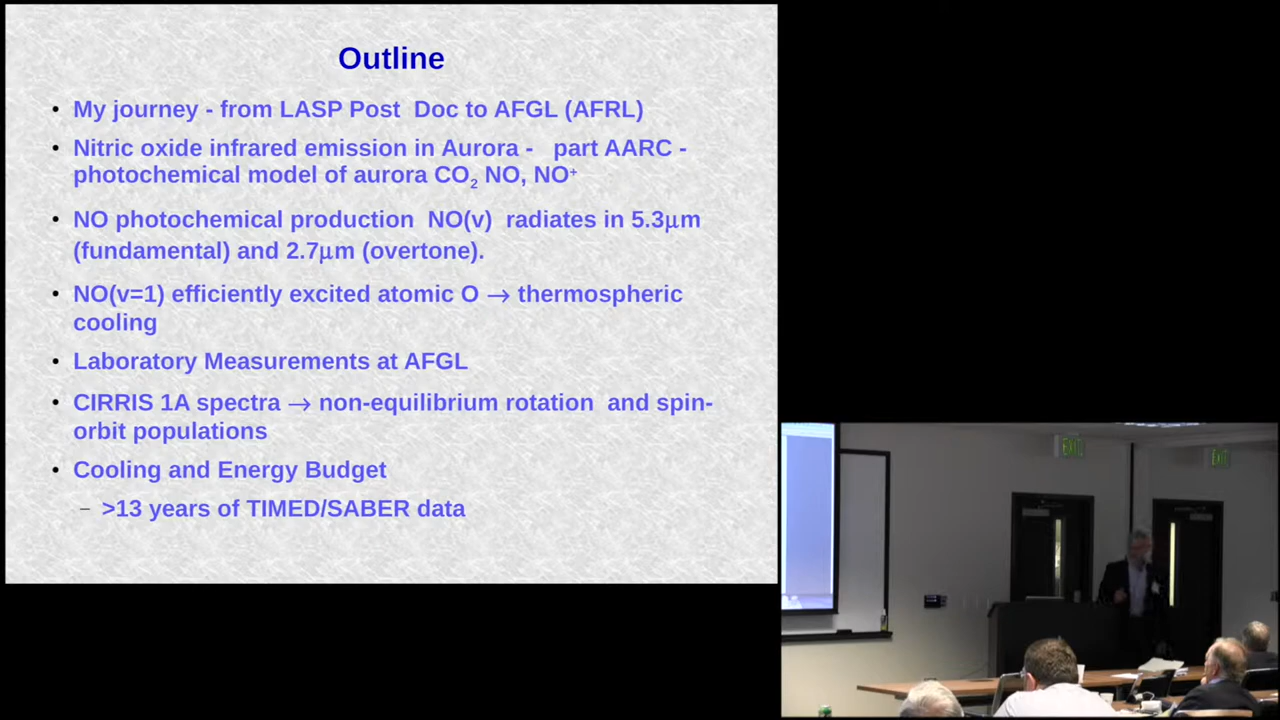 Outline
• My journey - from LASP Post Doc to AFGL (AFRL)
• Nitric oxide infrared emission in Aurora - part AARC -
photochemical model of aurora CO₂ NO, NO⁺
• NO photochemical production NO(v) radiates in 5.3μm
(fundamental) and 2.7μm (overtone).
• NO(v=1) efficiently excited atomic O → thermospheric
cooling
• Laboratory Measurements at AFGL
• CIRRIS 1A spectra → non-equilibrium rotation and spin-
orbit populations
• Cooling and Energy Budget
– >13 years of TIMED/SABER data
EXIT
EXIT